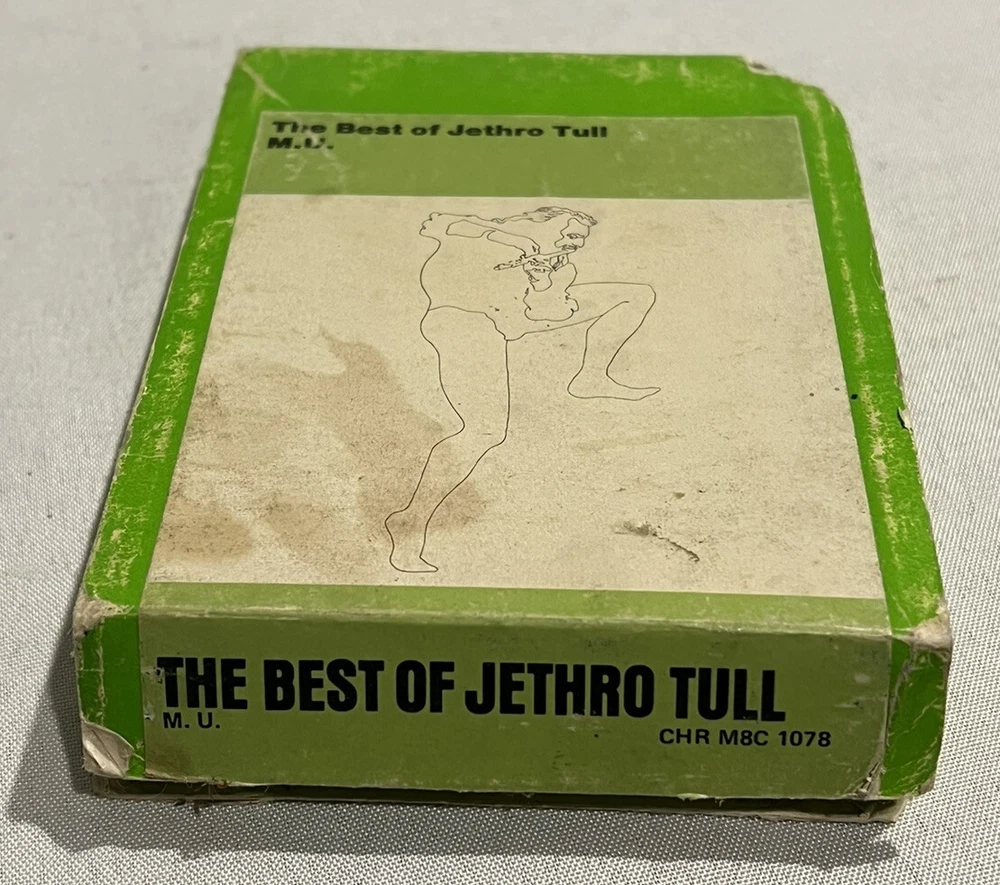 The Best of Jethro Tull
M.U.
THE BEST OF JETHRO TULL
M. U.
CHR M8C 1078